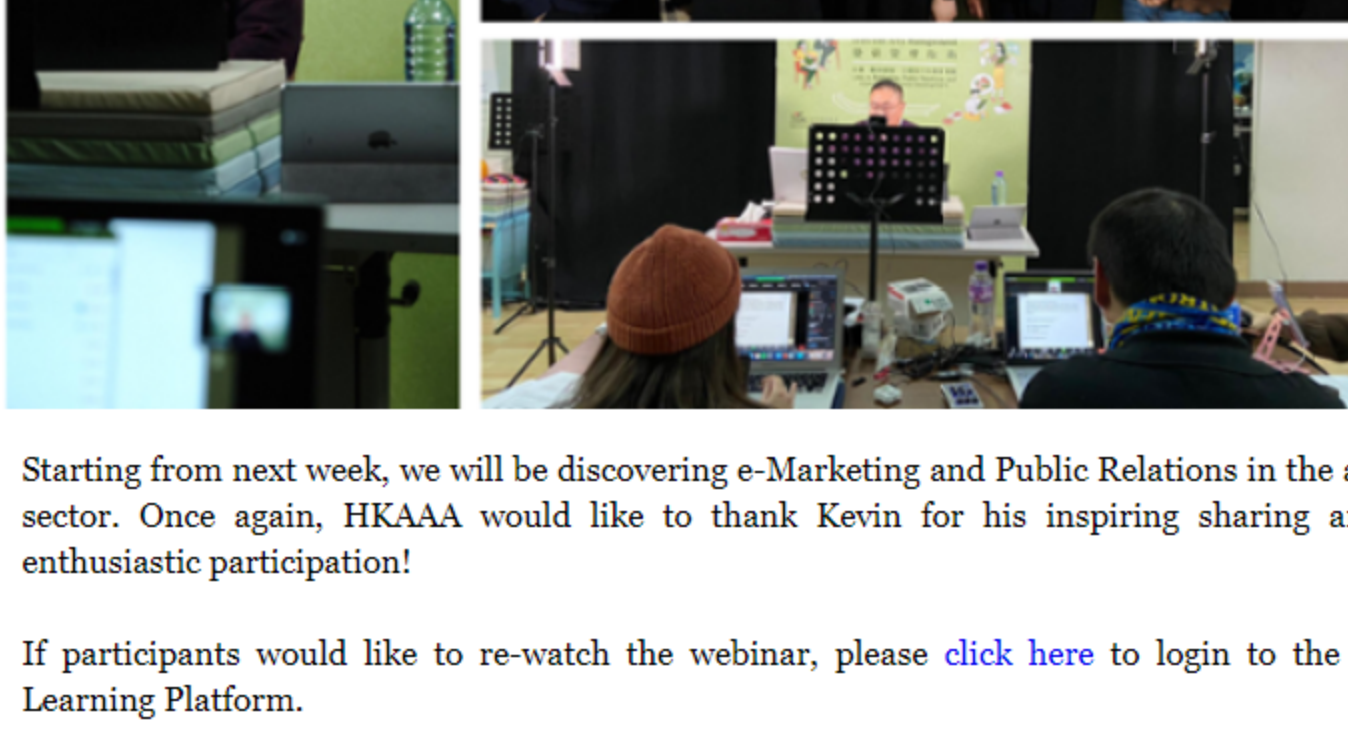 Starting from next week, we will be discovering e-Marketing and Public Relations in the
sector. Once again, HKAAA would like to thank Kevin for his inspiring sharing
enthusiastic participation!
If participants would like to re-watch the webinar, please click here to login to the
Learning Platform.